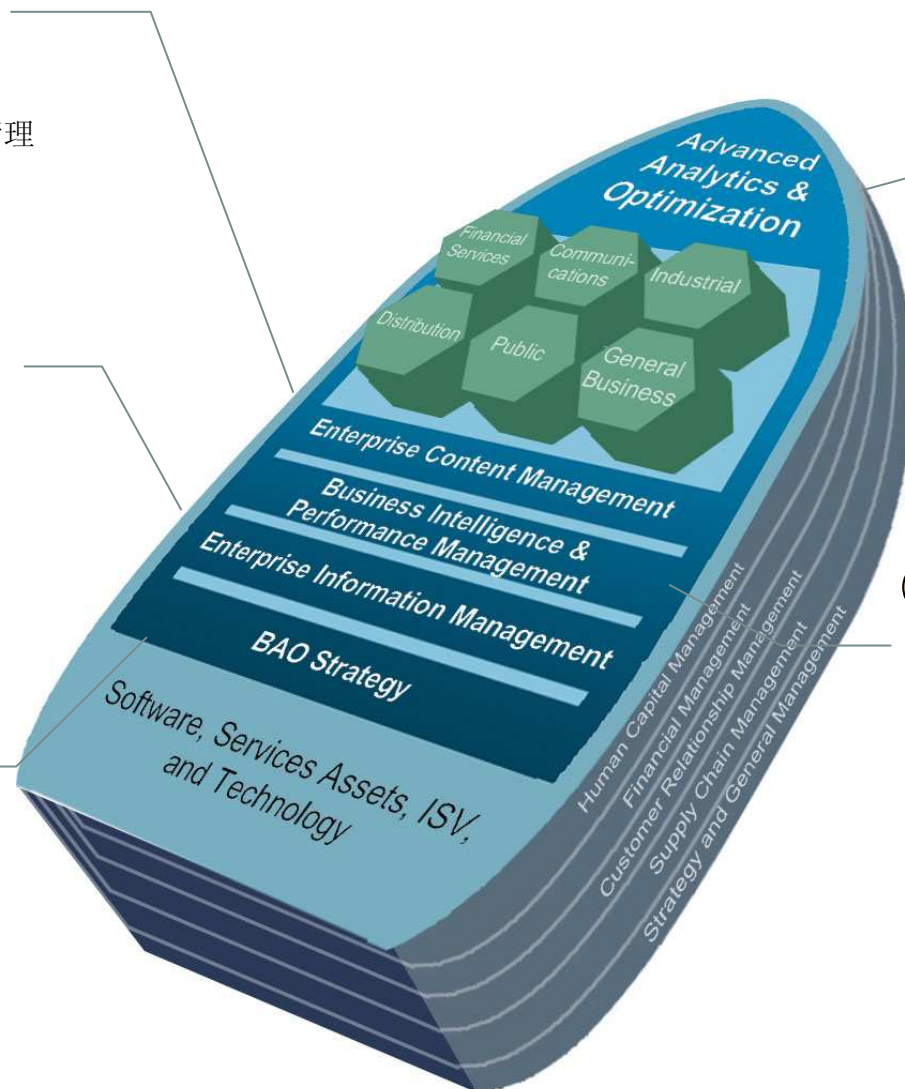 理
Advanced
Analytics &
Optimization
Financial
Services
Communi-
cations
Industrial
Distribution
Public
General
Business
Enterprise Content Management
Business Intelligence &
Performance Management
Enterprise Information Management
BAO Strategy
Software, Services Assets, ISV,
and Technology
Human Capital Management
Financial Management
Customer Relationship Management
Supply Chain Management
Strategy and General Management
(